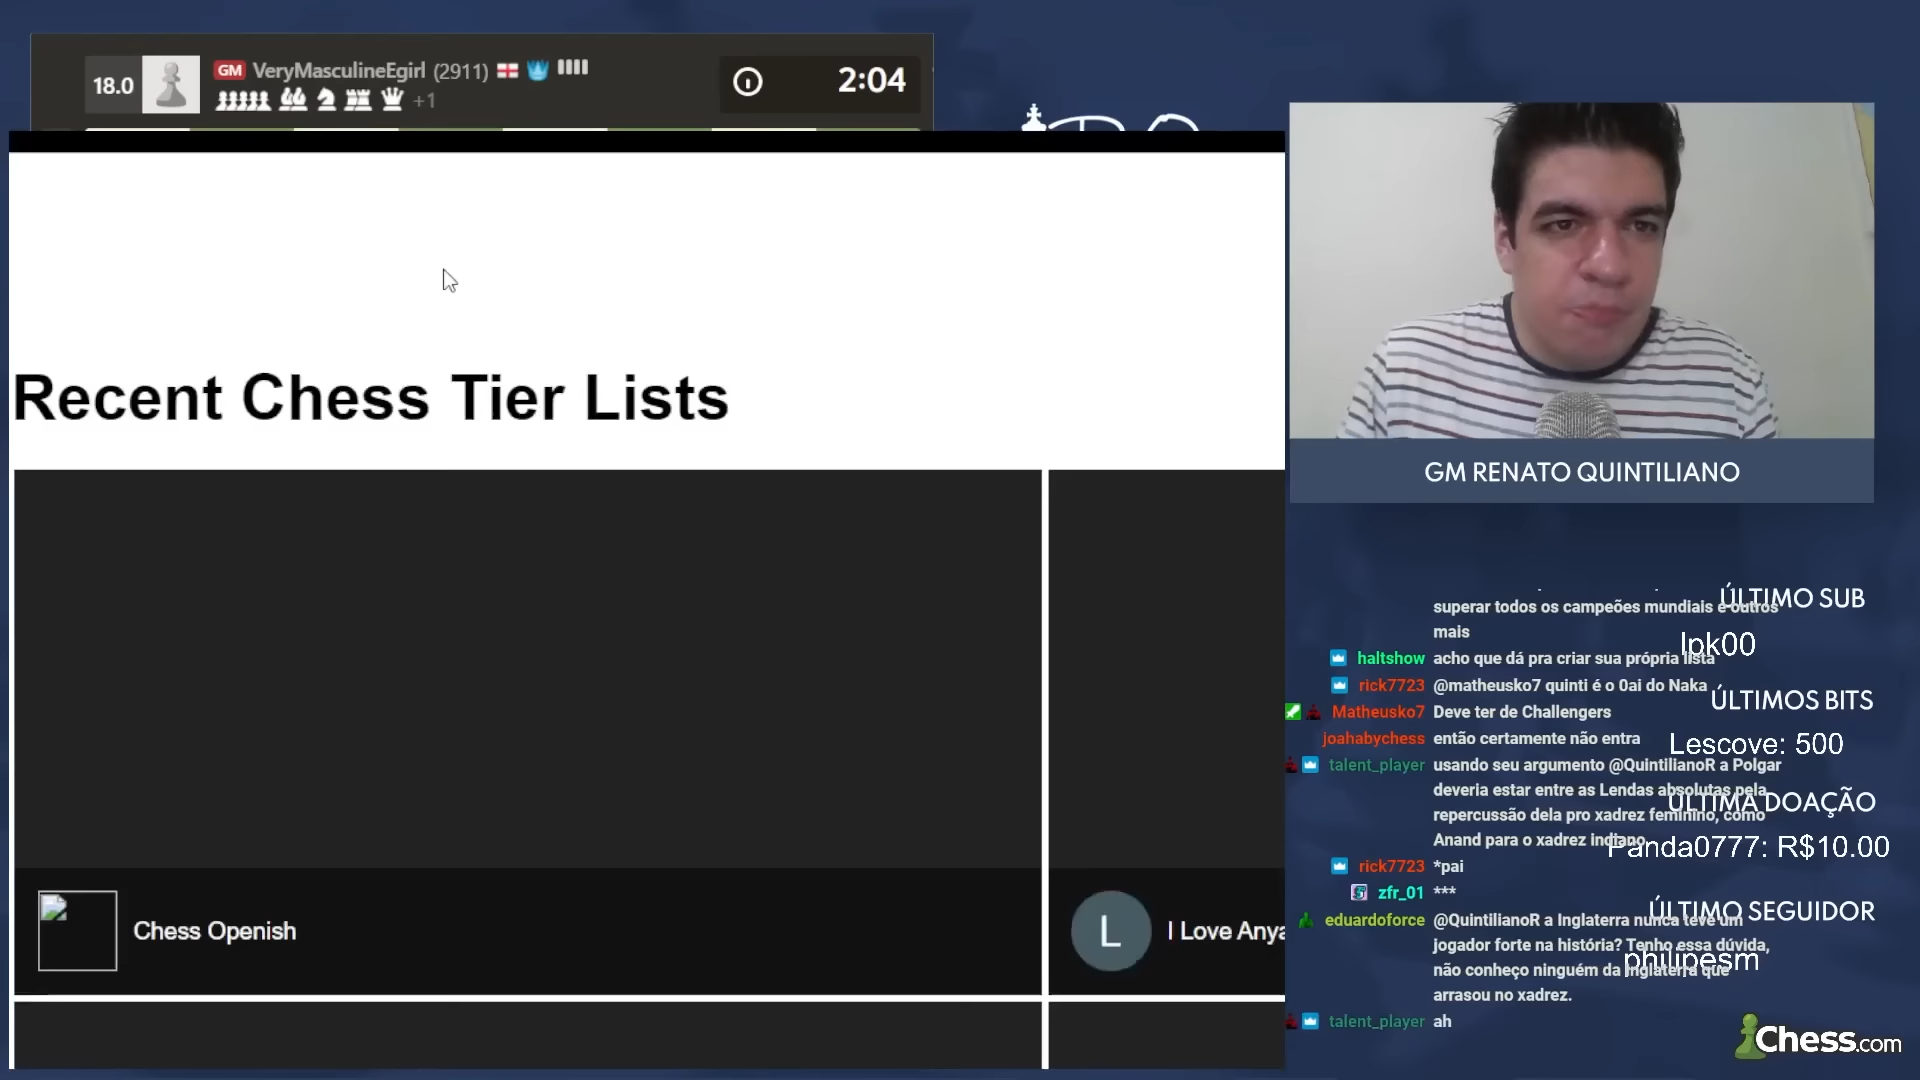 18.0
GM VeryMasculineEgirl (2911)
+1
2:04
Recent Chess Tier Lists
Chess Openish
L
I Love Anya
GM RENATO QUINTILIANO
superar todos os campeões mundiais e outros
mais
haltshow acho que dá pra criar sua própria lista
rick7723 @matheusko7 quinti é o 0ai do Naka
Matheusko7 Deve ter de Challengers
joahabychess então certamente não entra
talent_player usando seu argumento @QuintilianoR a Polgar
deveria estar entre as Lendas absolutas pela
repercussão dela pro xadrez feminino, como
Anand para o xadrez indiano
rick7723 *pai
zfr_01 ***
eduardoforce @QuintilianoR a Inglaterra nunca teve um
jogador forte na história? Tenho essa dúvida,
não conheço ninguém da Inglaterra que
arrasou no xadrez.
talent_player ah
ÚLTIMO SUB
lpk00
ÚLTIMOS BITS
Lescove: 500
ÚLTIMA DOAÇÃO
Panda0777: R$10.00
ÚLTIMO SEGUIDOR
philipesm
Chess.com